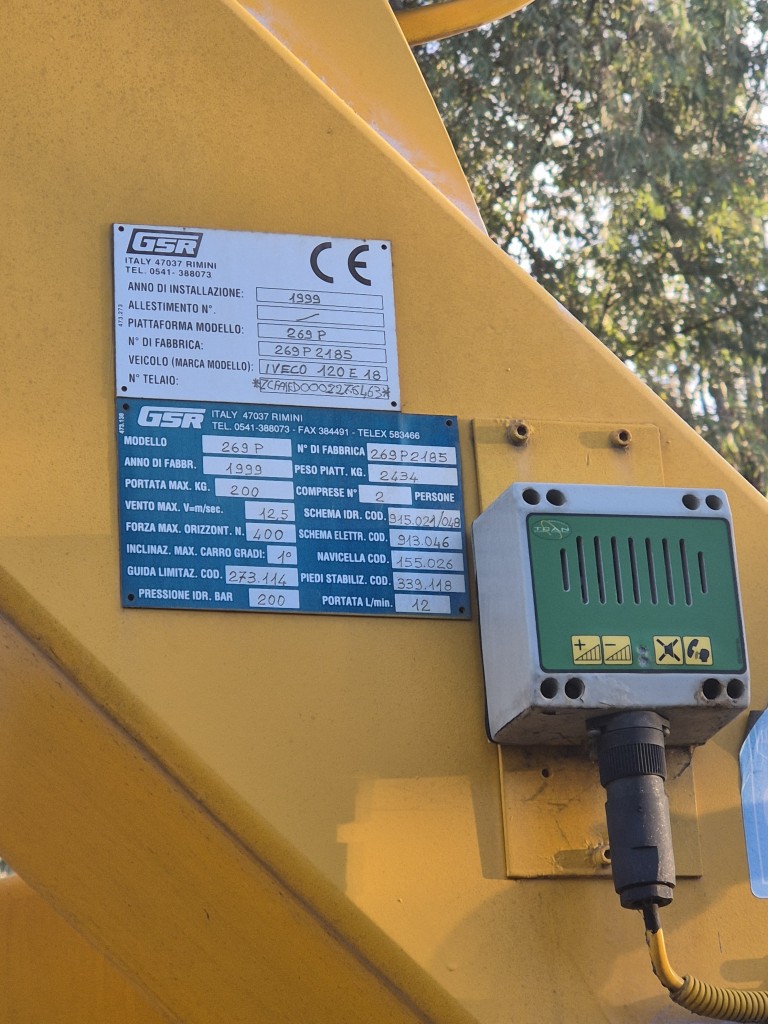 GSR
CE
ITALY 47037 RIMINI
TEL. 0541- 388073
ANNO DI INSTALLAZIONE: 1999
ALLESTIMENTO N°.
PIATTAFORMA MODELLO: 269 P
N° DI FABBRICA: 269 P 2185
VEICOLO (MARCA MODELLO): IVECO 120 E 18
N° TELAIO:
473.273
473.138
GSR ITALY 47037 RIMINI
TEL. 0541-388073 - FAX 384491 - TELEX 583466
MODELLO 269 P N° DI FABBRICA 269 P 2185
ANNO DI FABBR. 1999 PESO PIATT. KG. 2434
PORTATA MAX. KG. 200 COMPRESE N° 2 PERSONE
VENTO MAX. V=m/sec. 12,5 SCHEMA IDR. COD. 915.021/048
FORZA MAX. ORIZZONT. N. 400 SCHEMA ELETTR. COD. 913.046
INCLINAZ. MAX. CARRO GRADI: 1° NAVICELLA COD. 155.026
GUIDA LIMITAZ. COD. 273.114 PIEDI STABILIZ. COD. 339.118
PRESSIONE IDR. BAR 200 PORTATA L/min. 12